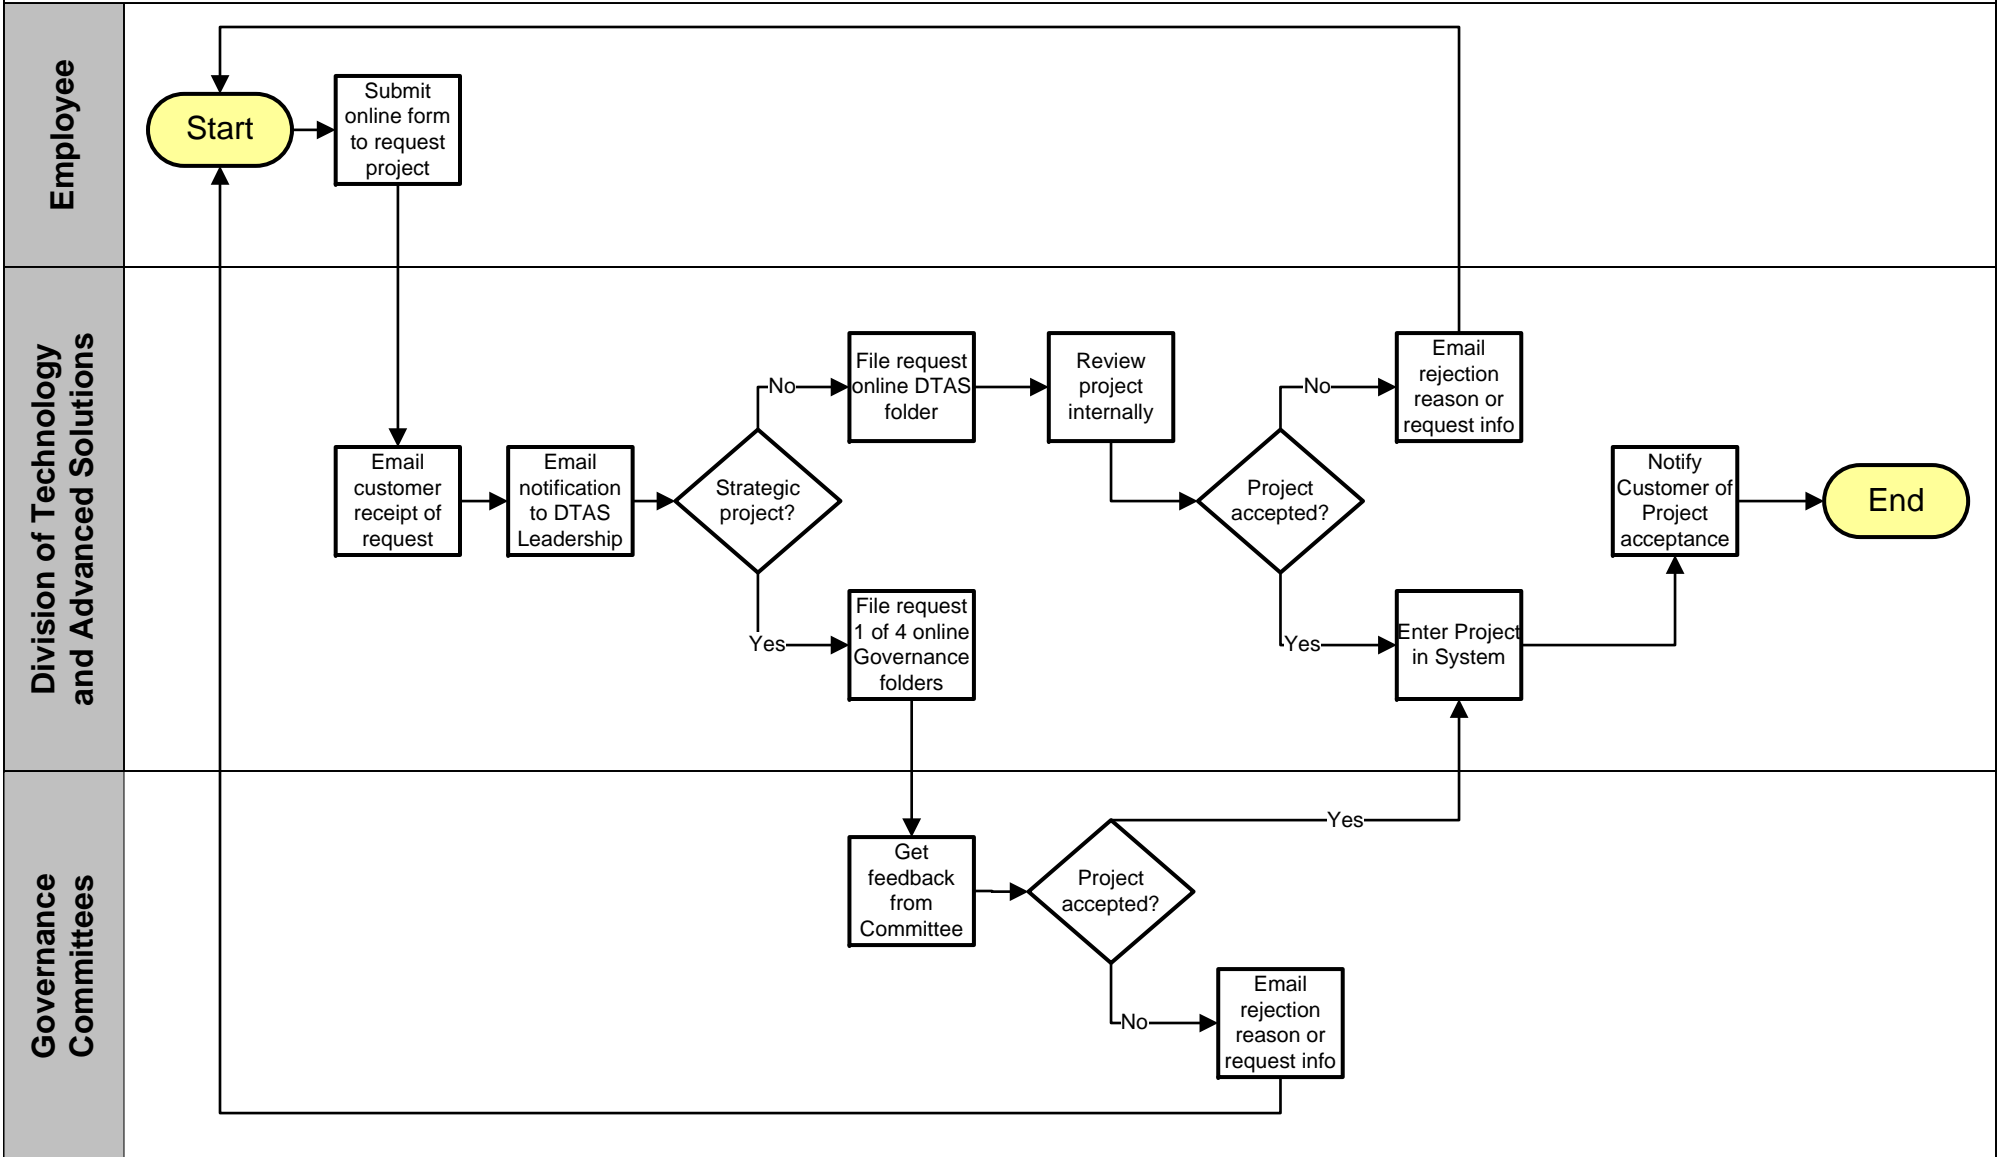 Employee
Start
Submit
online form
to request
project
Division of Technology
and Advanced Solutions
Email
customer
receipt of
request
Email
notification
to DTAS
Leadership
Strategic
project?
No
File request
online DTAS
folder
Review
project
internally
Yes
File request
1 of 4 online
Governance
folders
Project
accepted?
No
Email
rejection
reason or
request info
Yes
Enter Project
in System
Notify
Customer of
Project
acceptance
End
Governance
Committees
Get
feedback
from
Committee
Project
accepted?
Yes
No
Email
rejection
reason or
request info